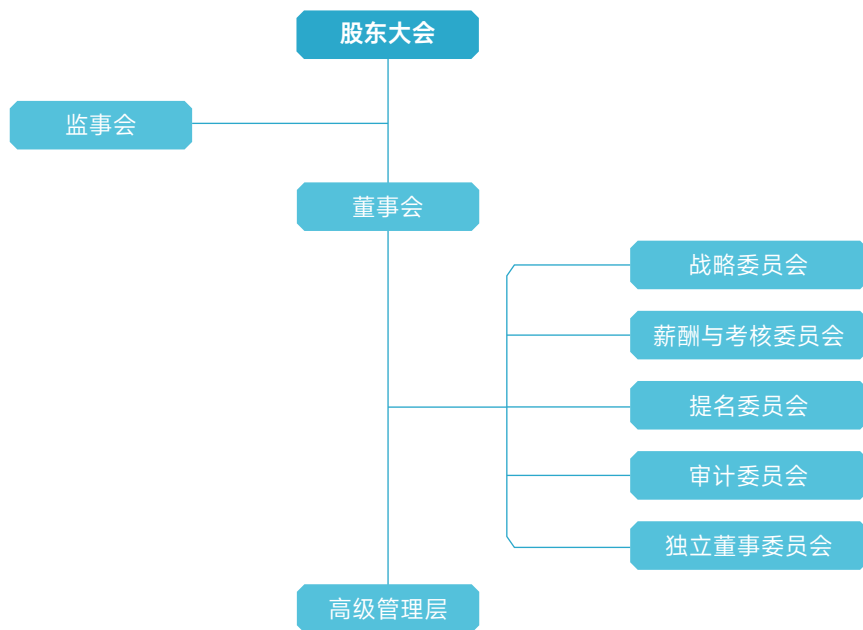 股东大会
监事会
董事会
战略委员会
薪酬与考核委员会
提名委员会
审计委员会
独立董事委员会
高级管理层